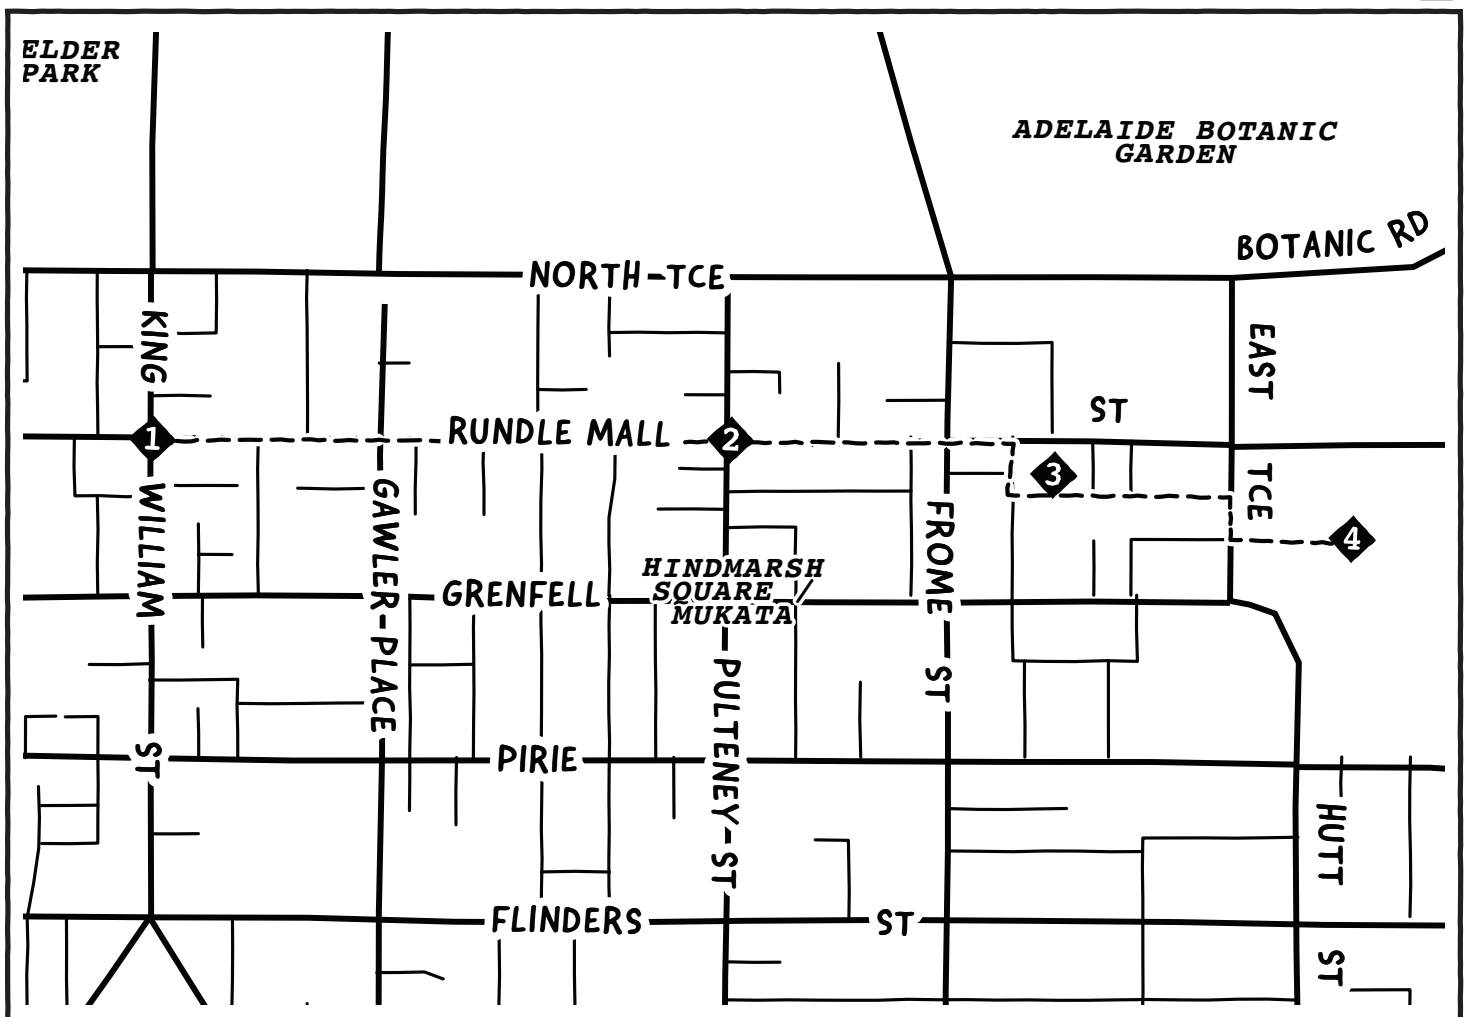 ELDER
PARK
ADELAIDE BOTANIC
GARDEN
BOTANIC RD
NORTH-TCE
KING
WILLIAM
ST
EAST
TCE
ST
RUNDLE MALL
1
2
3
4
GAWLER-PLACE
FROME
ST
HINDMARSH
SQUARE /
MUKATA
GRENFELL
PULTENEY-ST
PIRIE
HUTT
ST
FLINDERS
ST